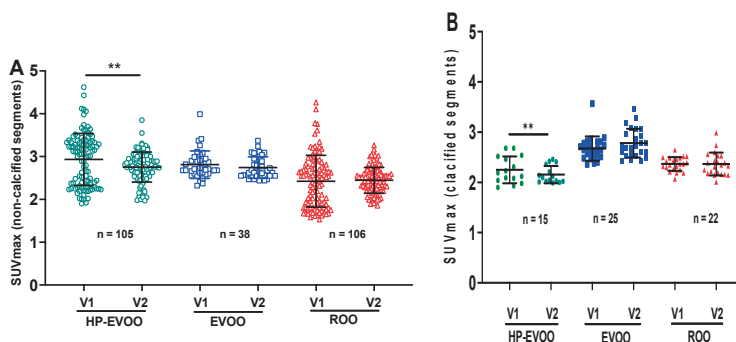 A
SUVmax (non-calcified segments)
5
4
3
2
1
0
**
n = 105
n = 38
n = 106
V1 V2 V1 V2 V1 V2
HP-EVOO EVOO ROO
B
SUVmax (clacified segments)
5
4
3
2
1
0
**
n = 15
n = 25
n = 22
V1 V2 V1 V2 V1 V2
HP-EVOO EVOO ROO